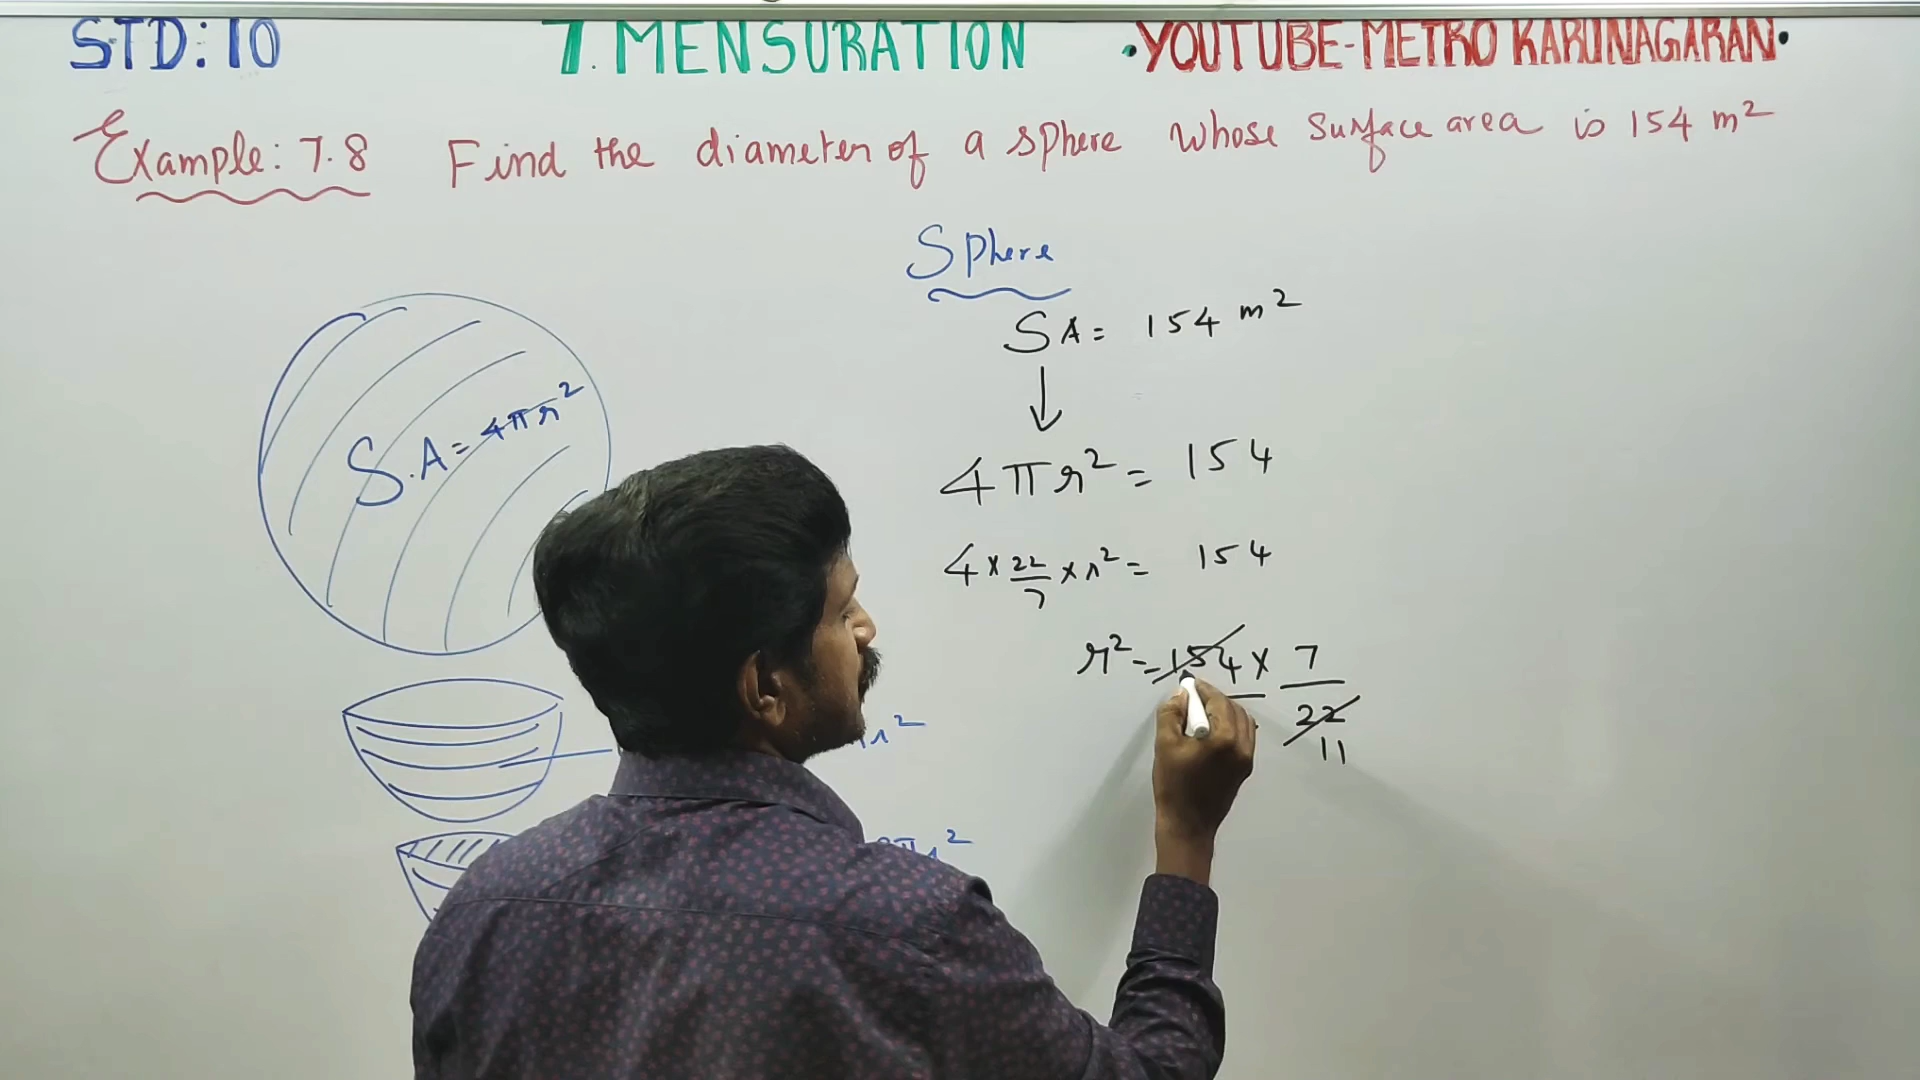 STD: 10 7. MENSURATION • YOUTUBE-METRO KARUNAGARAN •
Example: 7.8 Find the diameter of a sphere whose surface area is 154 m²
Sphere
SA = 154 m²
4πr² = 154
4 × 22/7 × r² = 154
r² = 154 × 7
22
11
S.A = 4πr²
r²